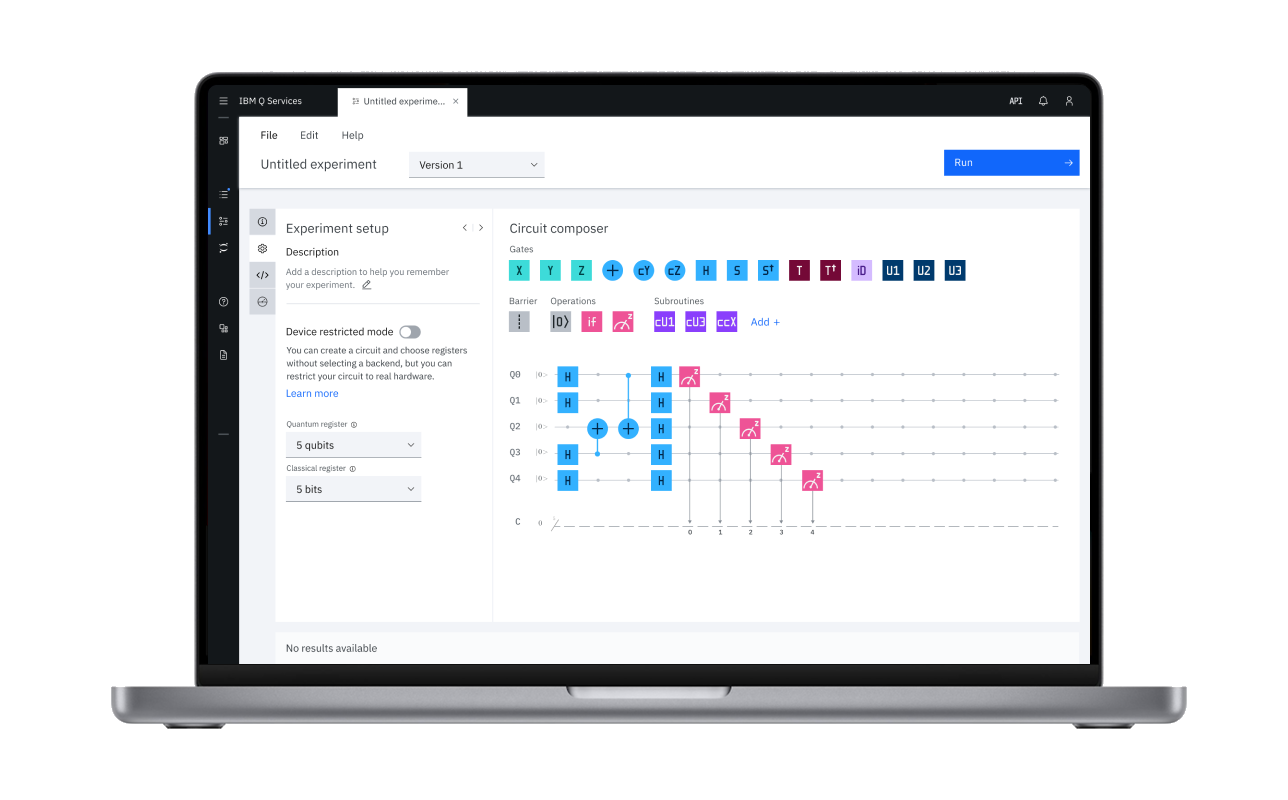 IBM Q Services
Untitled experime...
API
File Edit Help
Untitled experiment
Version 1
Run
Experiment setup
Description
Add a description to help you remember
your experiment.
Device restricted mode
You can create a circuit and choose registers
without selecting a backend, but you can
restrict your circuit to real hardware.
Learn more
Quantum register
5 qubits
Classical register
5 bits
Circuit composer
Gates
X Y Z + cY cZ H S S† T T† iD U1 U2 U3
Barrier Operations Subroutines
|0⟩ if z cU1 cU3 ccX Add +
Q0 |0> H H z
Q1 |0> H H z
Q2 |0> + + H z
Q3 |0> H H z
Q4 |0> H H z
C 0
0 1 2 3 4
No results available